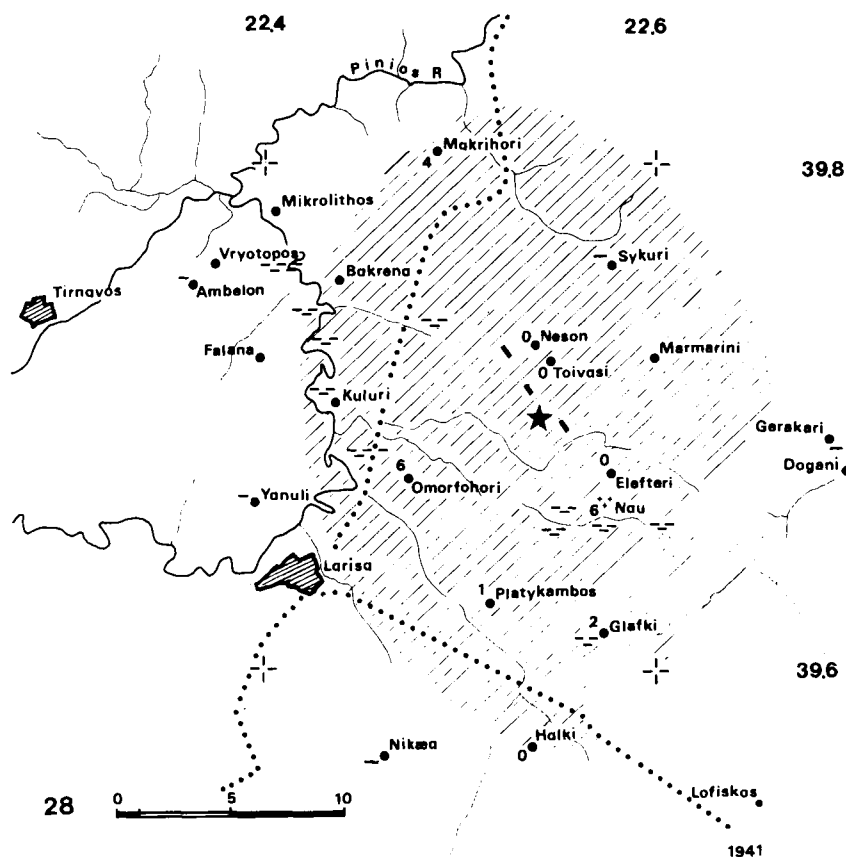 22.4
22.6
Pinios R
Makrihori
4
39.8
Mikrolithos
Vryotopos
Sykuri
Ambelon
Bakrena
Tirnavos
0 Neson
Falana
0 Toivasi
Marmarini
Kuluri
Gerakari
0
Dogani
6
Elefteri
Omorfohori
Yanuli
6 Nau
Larisa
1 Platykambos
2 Glafki
39.6
Nikæa
Halki
0
Lofiskos
28
0 5 10
1941